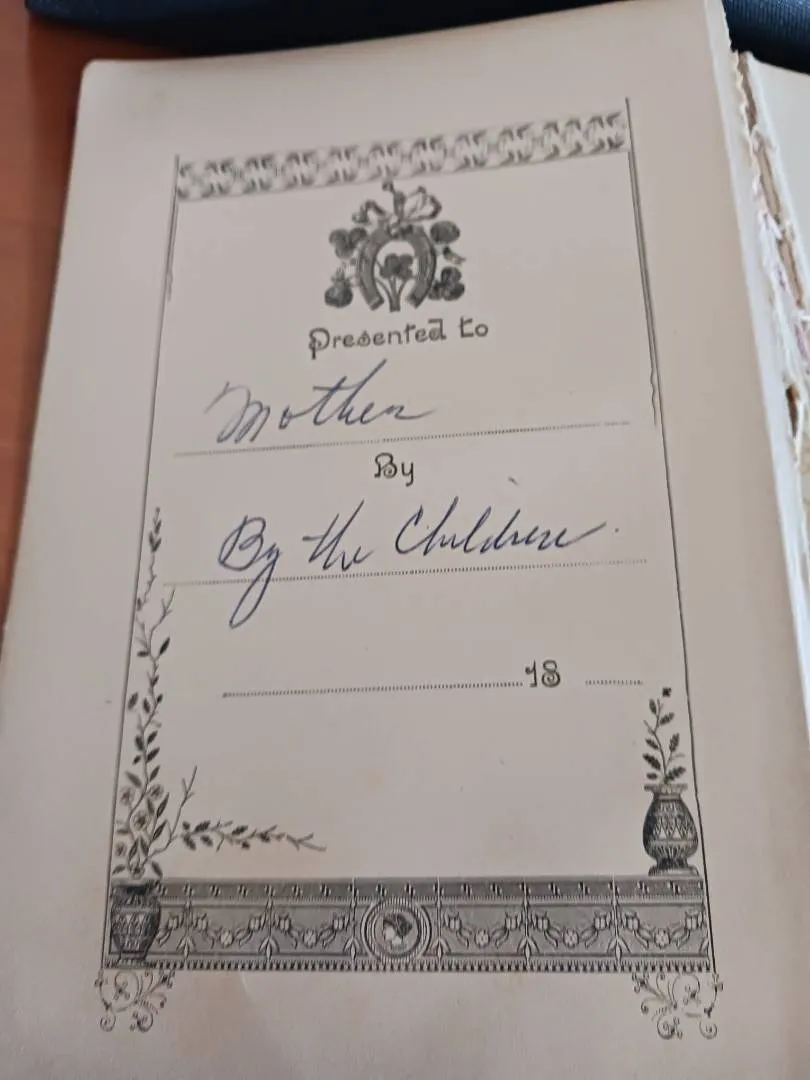 Presented to
Mother
By
By the Children.
18